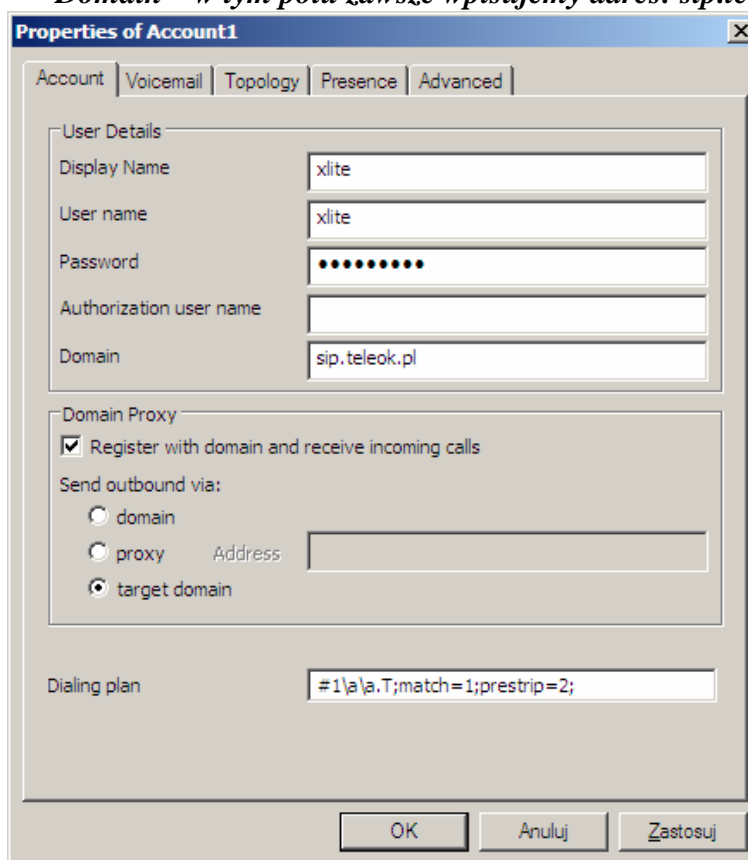 Domain – w tym polu zawsze wpisujemy adres: sip.te
Properties of Account1
Account Voicemail Topology Presence Advanced
User Details
Display Name xlite
User name xlite
Password •••••••••
Authorization user name
Domain sip.teleok.pl
Domain Proxy
Register with domain and receive incoming calls
Send outbound via:
domain
proxy Address
target domain
Dialing plan #1\a\a.T;match=1;prestrip=2;
OK Anuluj Zastosuj